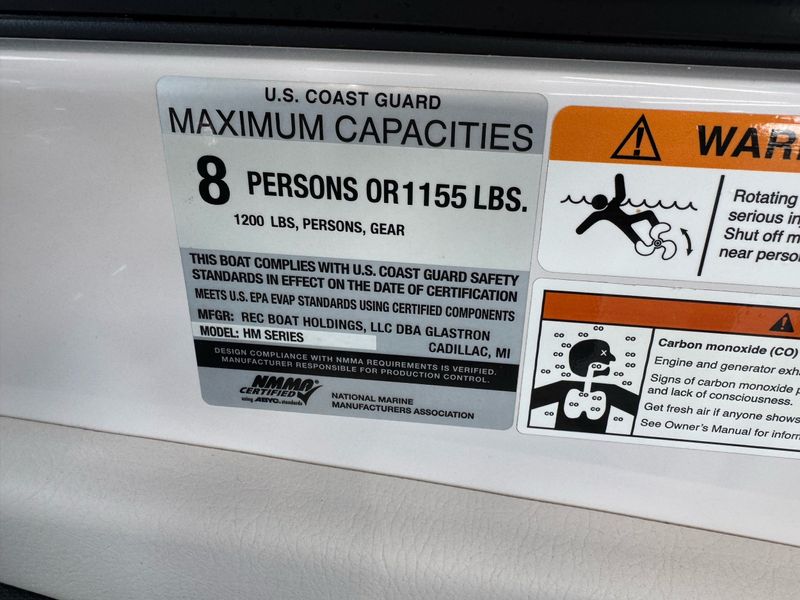 U.S. COAST GUARD
MAXIMUM CAPACITIES
8 PERSONS OR 1155 LBS.
1200 LBS, PERSONS, GEAR
THIS BOAT COMPLIES WITH U.S. COAST GUARD SAFETY
STANDARDS IN EFFECT ON THE DATE OF CERTIFICATION
MEETS U.S. EPA EVAP STANDARDS USING CERTIFIED COMPONENTS
MFGR: REC BOAT HOLDINGS, LLC DBA GLASTRON
CADILLAC, MI
MODEL: HM SERIES
DESIGN COMPLIANCE WITH NMMA REQUIREMENTS IS VERIFIED.
MANUFACTURER RESPONSIBLE FOR PRODUCTION CONTROL.
NMMA
CERTIFIED
using ABYC standards
NATIONAL MARINE
MANUFACTURERS ASSOCIATION
WAR
Rotating
serious in
Shut off m
near perso
Carbon monoxide (CO)
Engine and generator exh
Signs of carbon monoxide p
and lack of consciousness.
Get fresh air if anyone shows
See Owner's Manual for inform